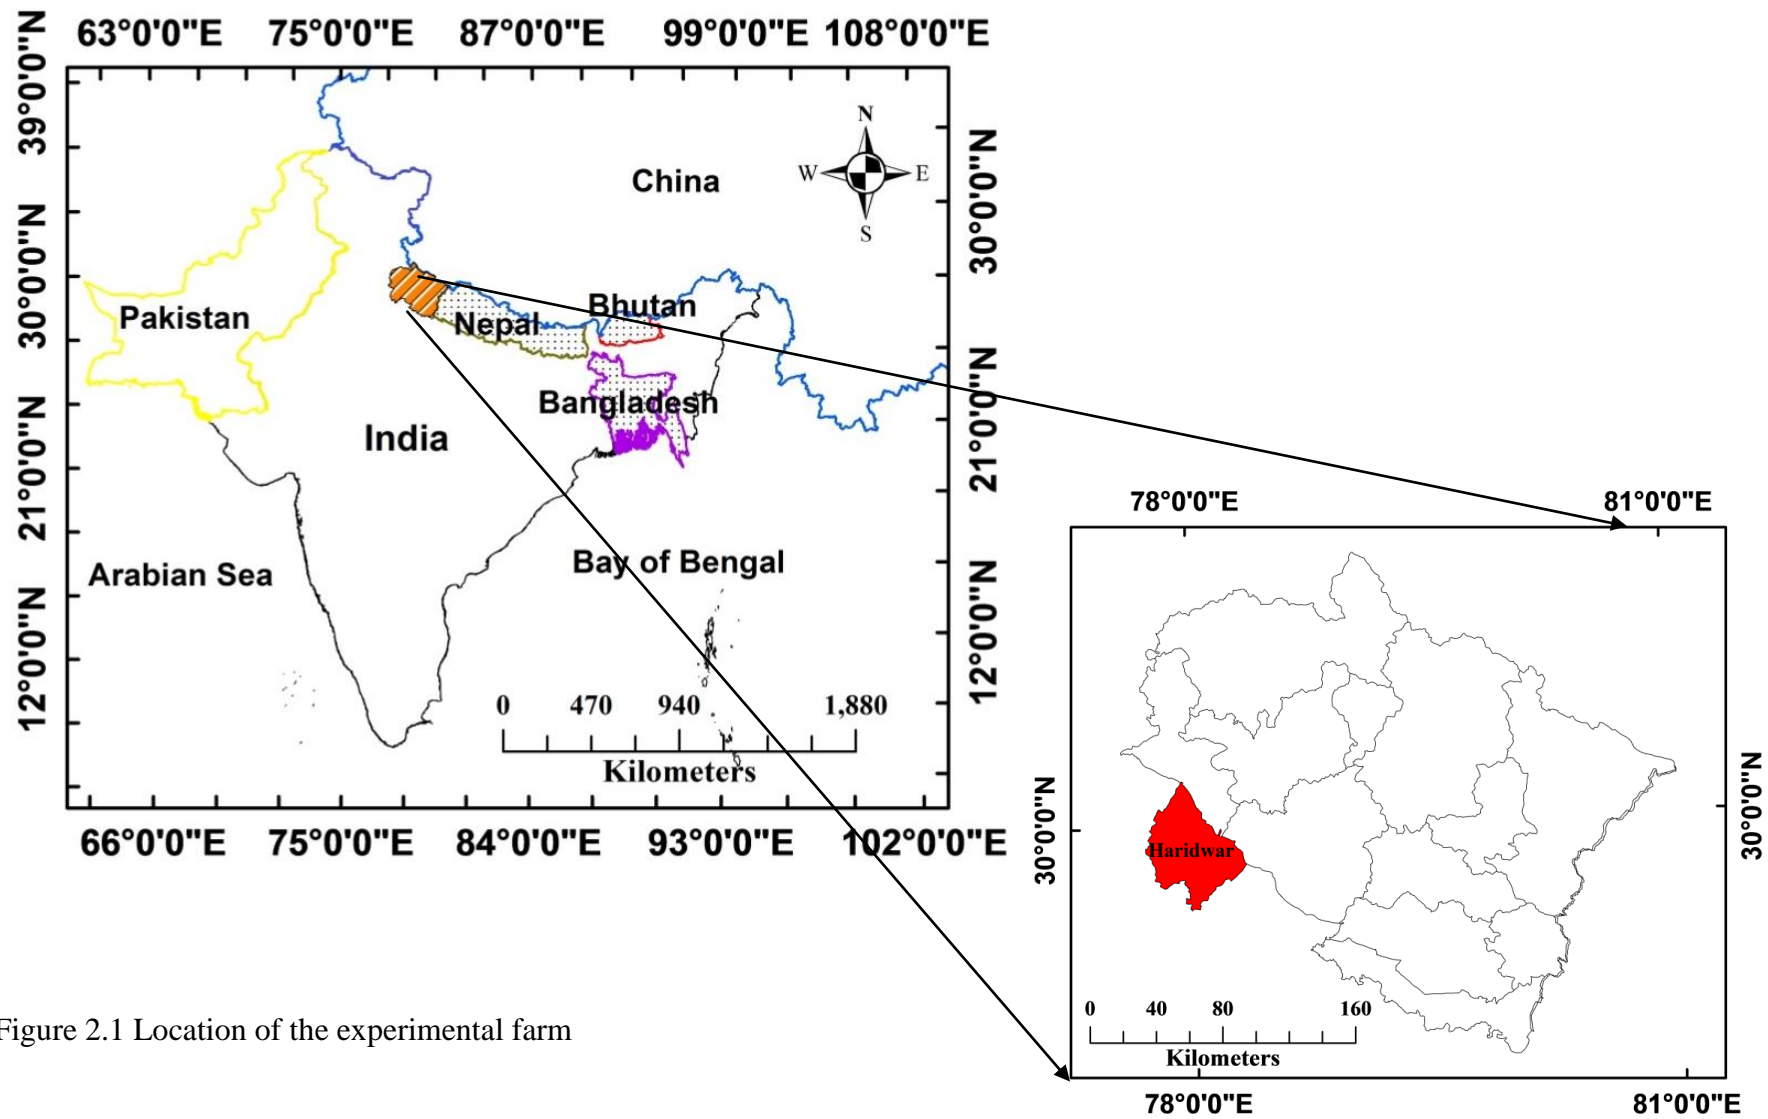 63°0'0"E 75°0'0"E 87°0'0"E 99°0'0"E 108°0'0"E
39°0'0"N
30°0'0"N
21°0'0"N
12°0'0"N
30°0'0"N
21°0'0"N
12°0'0"N
N
W E
S
China
Pakistan
Nepal
Bhutan
Bangladesh
India
Arabian Sea
Bay of Bengal
0 470 940 1,880
Kilometers
66°0'0"E 75°0'0"E 84°0'0"E 93°0'0"E 102°0'0"E
78°0'0"E 81°0'0"E
30°0'0"N
30°0'0"N
Haridwar
0 40 80 160
Kilometers
78°0'0"E 81°0'0"E
Figure 2.1 Location of the experimental farm